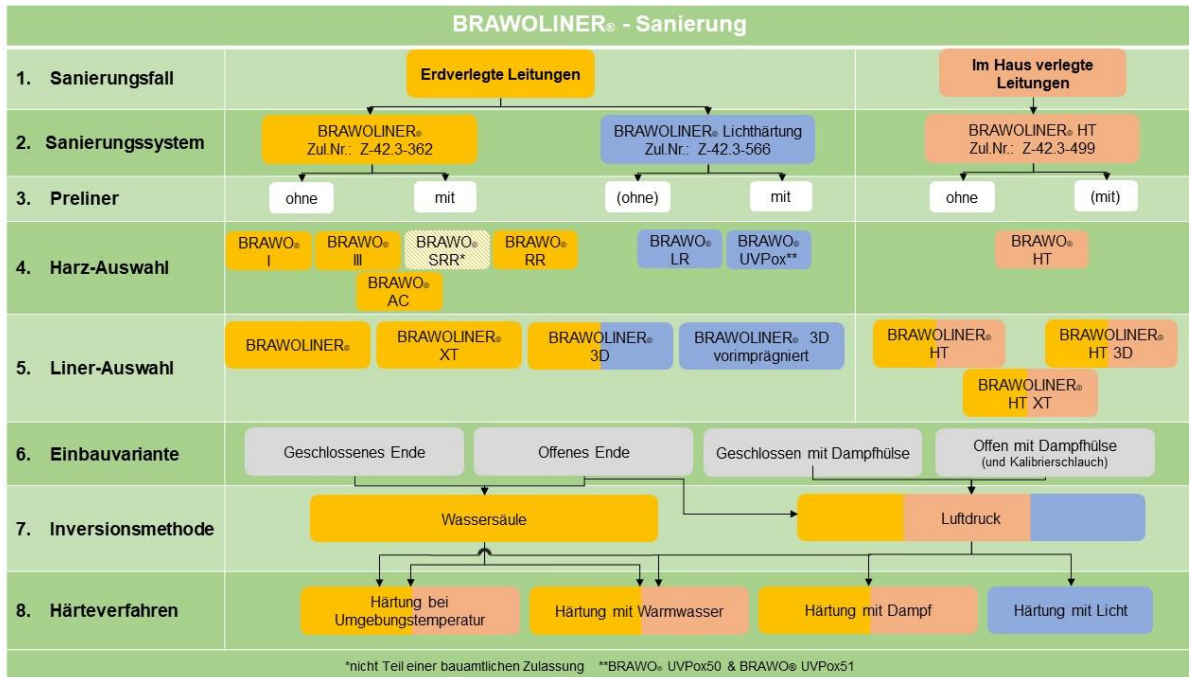 BRAWOLINER® - Sanierung
1. Sanierungsfall
Erdverlegte Leitungen
Im Haus verlegte
Leitungen
2. Sanierungssystem
BRAWOLINER®
Zul.Nr.: Z-42.3-362
BRAWOLINER® Lichthärtung
Zul.Nr.: Z-42.3-566
BRAWOLINER® HT
Zul.Nr.: Z-42.3-499
3. Preliner
ohne
mit
(ohne)
mit
ohne
(mit)
4. Harz-Auswahl
BRAWO®
I
BRAWO®
III
BRAWO®
SRR*
BRAWO®
RR
BRAWO®
AC
BRAWO®
LR
BRAWO®
UVPox**
BRAWO®
HT
5. Liner-Auswahl
BRAWOLINER®
BRAWOLINER®
XT
BRAWOLINER®
3D
BRAWOLINER® 3D
vorimprägniert
BRAWOLINER®
HT
BRAWOLINER®
HT 3D
BRAWOLINER®
HT XT
6. Einbauvariante
Geschlossenes Ende
Offenes Ende
Geschlossen mit Dampfhülse
Offen mit Dampfhülse
(und Kalibrierschlauch)
7. Inversionsmethode
Wassersäule
Luftdruck
8. Härteverfahren
Härtung bei
Umgebungstemperatur
Härtung mit Warmwasser
Härtung mit Dampf
Härtung mit Licht
*nicht Teil einer bauamtlichen Zulassung **BRAWO® UVPox50 & BRAWO® UVPox51